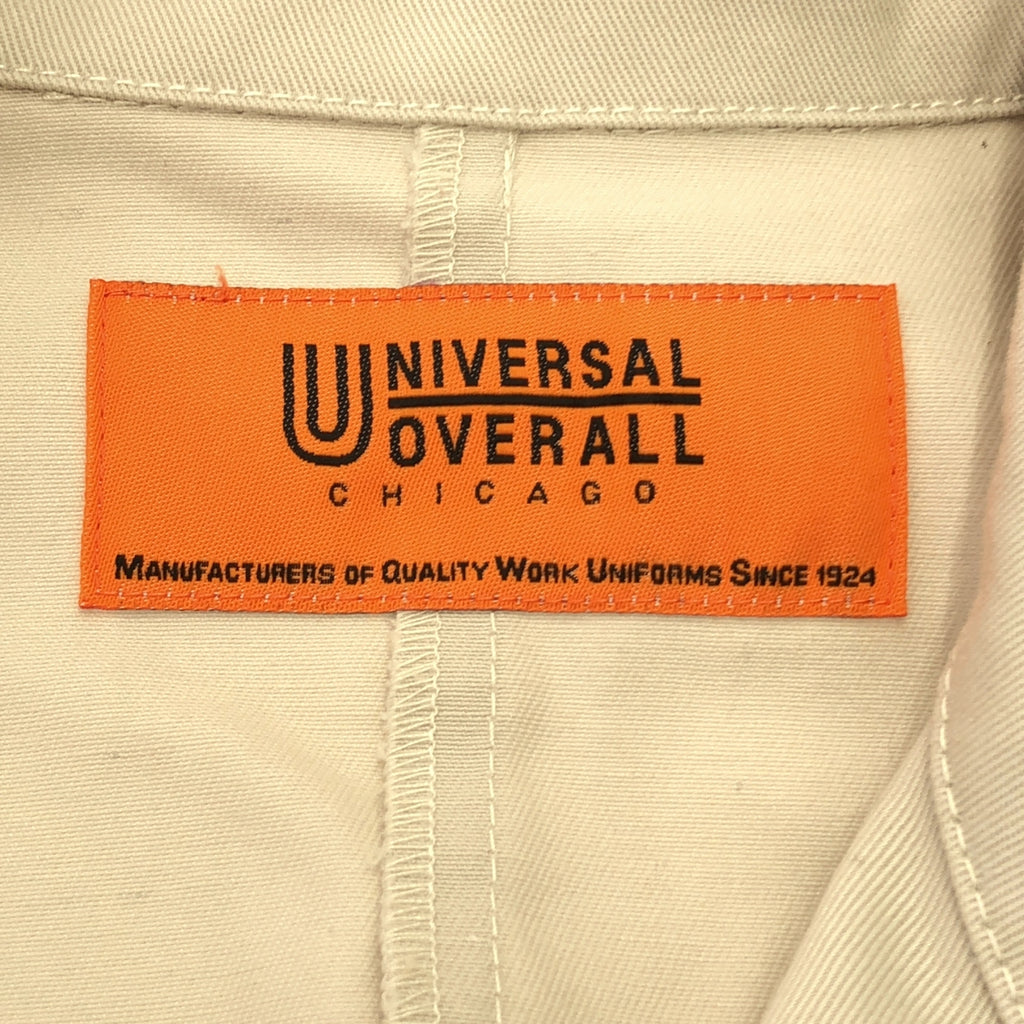 UNIVERSAL
OVERALL
CHICAGO
MANUFACTURERS OF QUALITY WORK UNIFORMS SINCE 1924